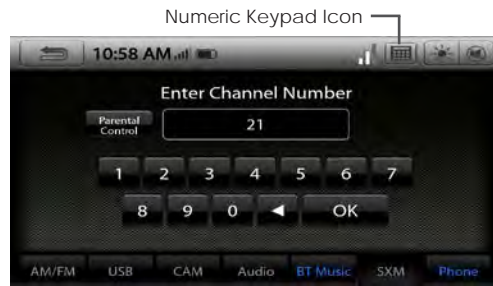 Numeric Keypad Icon
10:58 AM
Enter Channel Number
Parental
Control
21
1 2 3 4 5 6 7
8 9 0 OK
AM/FM USB CAM Audio BT Music SXM Phone